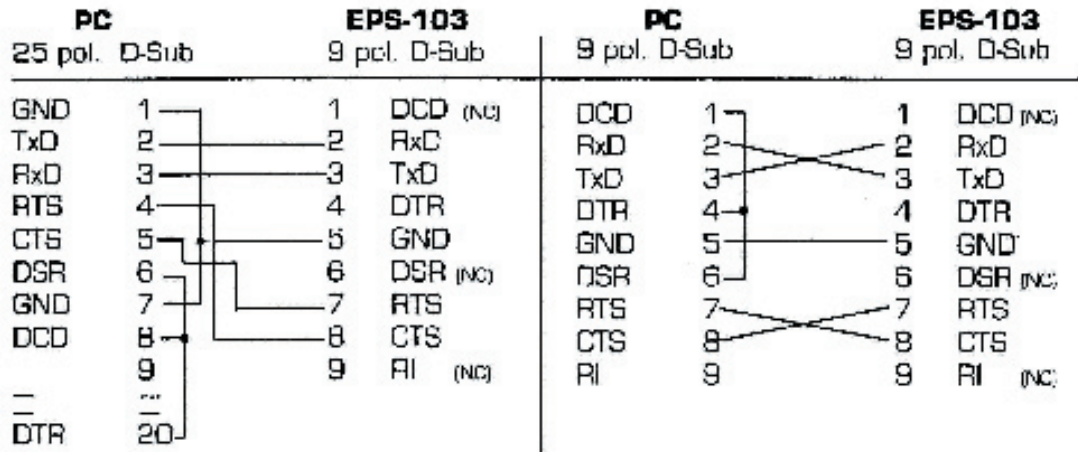 PC EPS-103
25 pol. D-Sub 9 pol. D-Sub
GND 1 1 DCD (NC)
TxD 2 2 RxD
RxD 3 3 TxD
RTS 4 4 DTR
CTS 5 5 GND
DSR 6 6 DSR (NC)
GND 7 7 RTS
DCD 8 8 CTS
9 9 RI (NC)
DTR 20
PC EPS-103
9 pol. D-Sub 9 pol. D-Sub
DCD 1 1 DCD (NC)
RxD 2 2 RxD
TxD 3 3 TxD
DTR 4 4 DTR
GND 5 5 GND
DSR 6 6 DSR (NC)
RTS 7 7 RTS
CTS 8 8 CTS
RI 9 9 RI (NC)